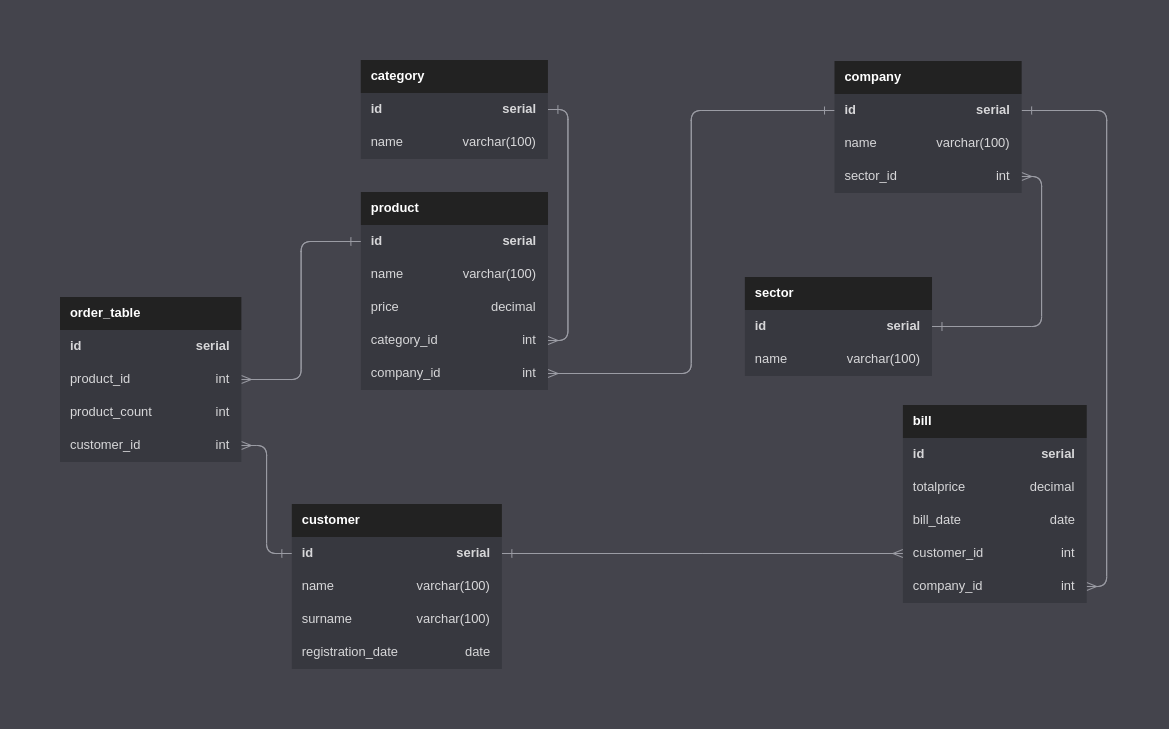 category
id serial
name varchar(100)
company
id serial
name varchar(100)
sector_id int
product
id serial
name varchar(100)
price decimal
category_id int
company_id int
sector
id serial
name varchar(100)
order_table
id serial
product_id int
product_count int
customer_id int
bill
id serial
totalprice decimal
bill_date date
customer_id int
company_id int
customer
id serial
name varchar(100)
surname varchar(100)
registration_date date